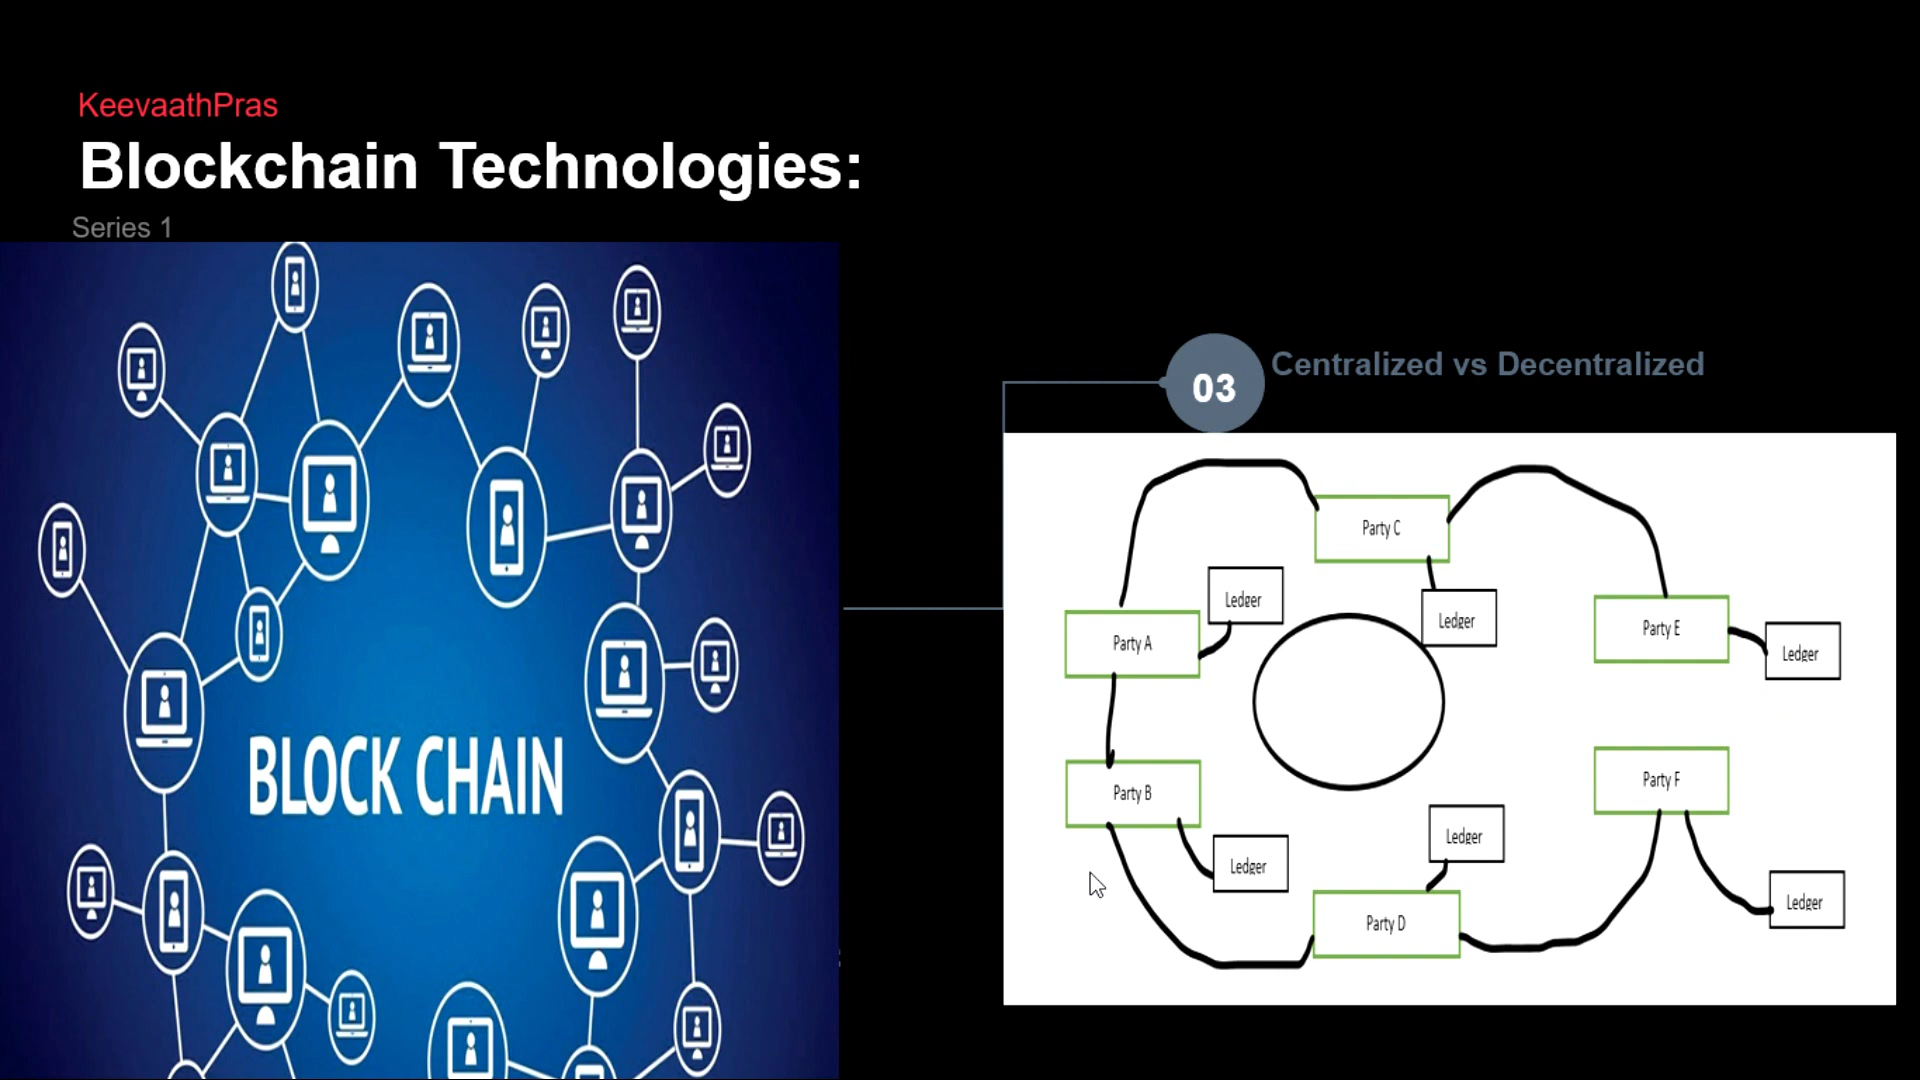 KeevaathPras
Blockchain Technologies:
Series 1
BLOCK CHAIN
03
Centralized vs Decentralized
Party C
Ledger
Ledger
Party A
Party E
Ledger
Party B
Party F
Ledger
Ledger
Party D
Ledger